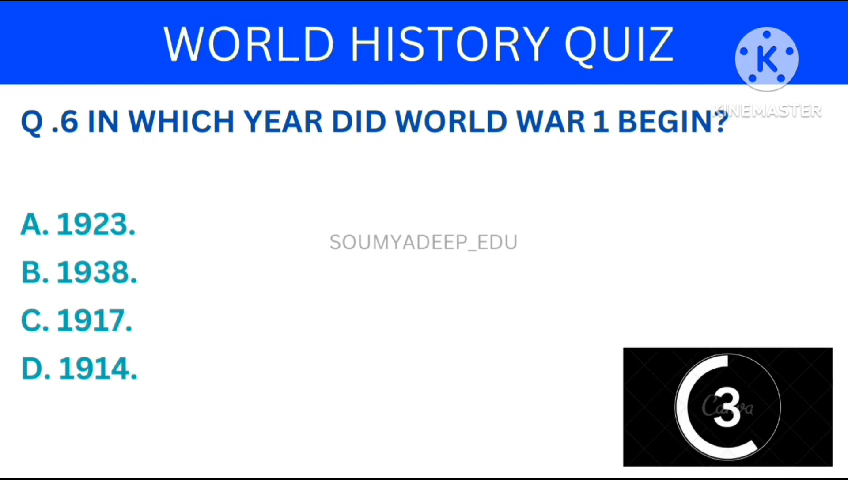 WORLD HISTORY QUIZ
K
KINEMASTER
Q .6 IN WHICH YEAR DID WORLD WAR 1 BEGIN?
A. 1923.
SOUMYADEEP_EDU
B. 1938.
C. 1917.
D. 1914.
3
Canva